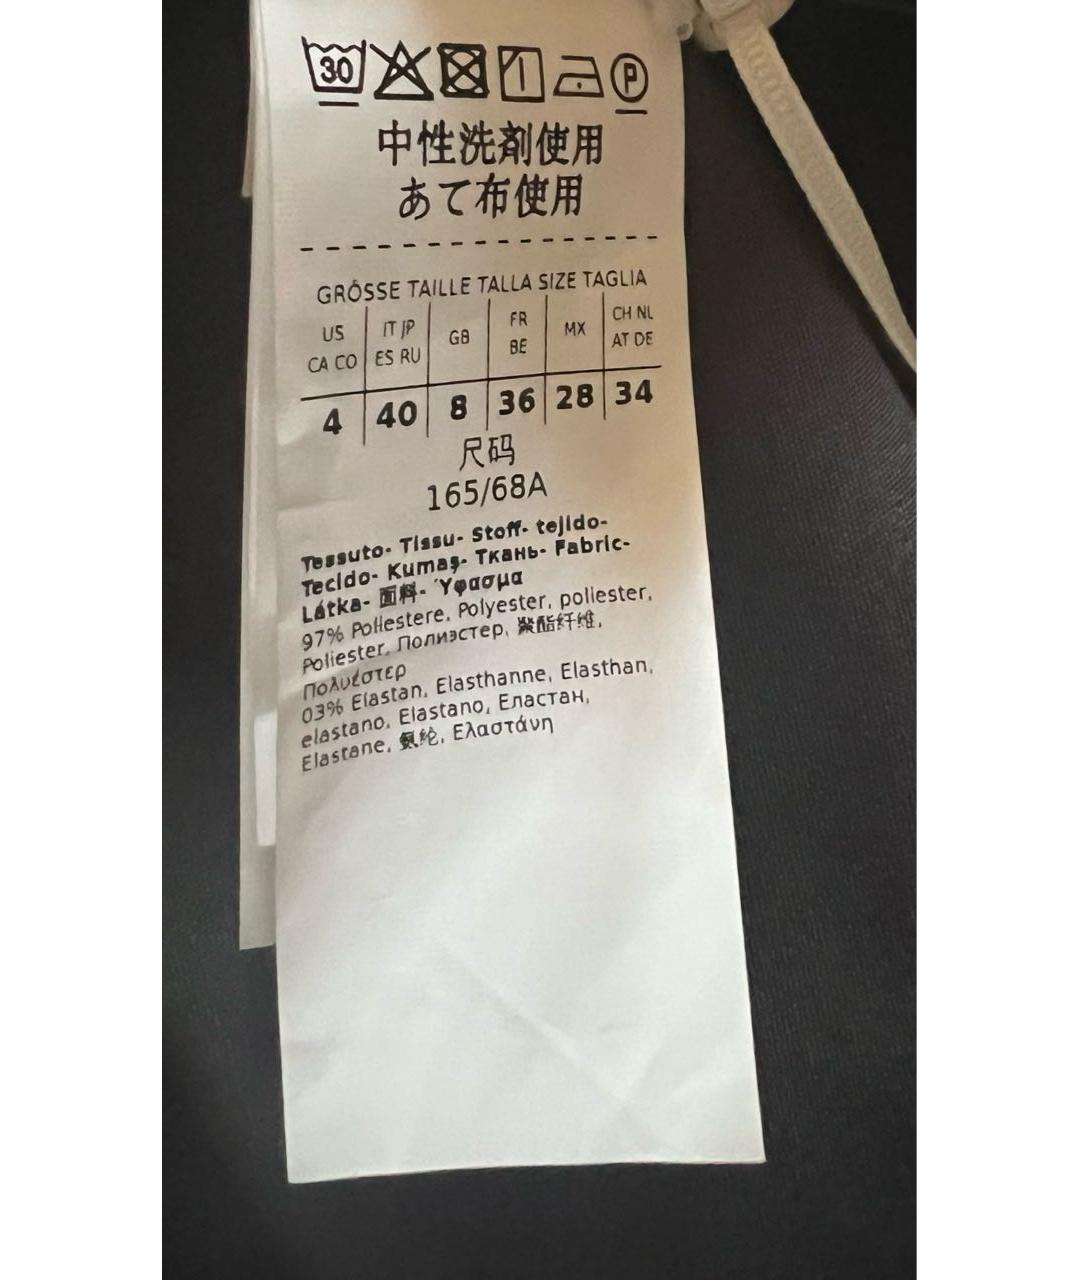 30 P
中性洗剤使用
あて布使用
GRÖSSE TAILLE TALLA SIZE TAGLIA
US CA CO IT JP ES RU GB FR BE MX CH NL AT DE
4 40 8 36 28 34
尺码
165/68A
Tessuto- Tissu- Stoff- tejido-
Tecido- Kumaş- Ткань- Fabric-
Látka- 面料- Ύφασμα
97% Poliestere, Polyester, poliester,
Poliester, Полиэстер, 聚酯纤维,
Πολυέστερ
03% Elastan, Elasthanne, Elasthan,
elastano, Elastano, Еластан,
Elastane, 氨纶, Ελαστάνη